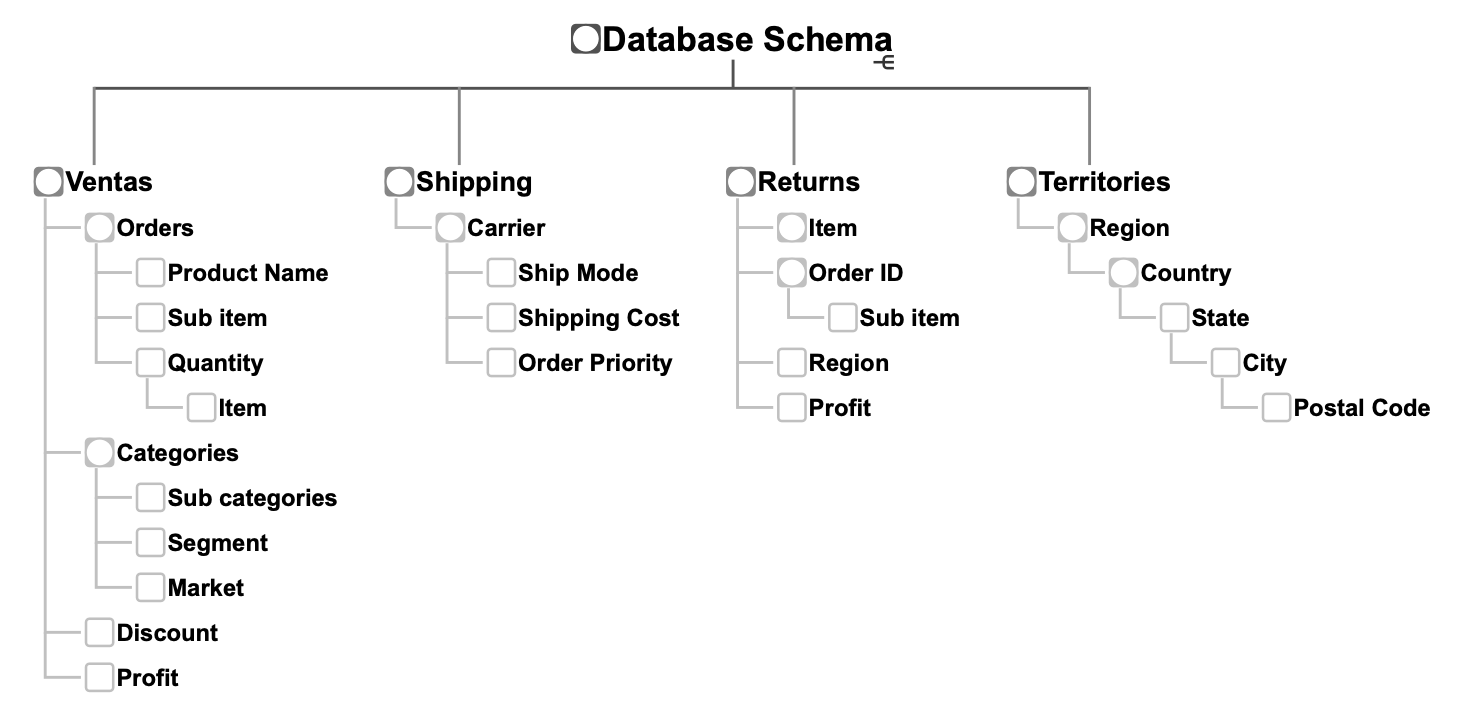 Database Schema
Ventas
Orders
Product Name
Sub item
Quantity
Item
Categories
Sub categories
Segment
Market
Discount
Profit
Shipping
Carrier
Ship Mode
Shipping Cost
Order Priority
Returns
Item
Order ID
Sub item
Region
Profit
Territories
Region
Country
State
City
Postal Code